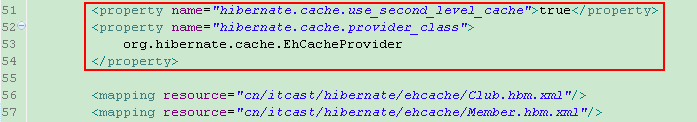 51 <property name="hibernate.cache.use_second_level_cache">true</property>
52 <property name="hibernate.cache.provider_class">
53 org.hibernate.cache.EhCacheProvider
54 </property>
55
56 <mapping resource="cn/itcast/hibernate/ehcache/Club.hbm.xml"/>
57 <mapping resource="cn/itcast/hibernate/ehcache/Member.hbm.xml"/>